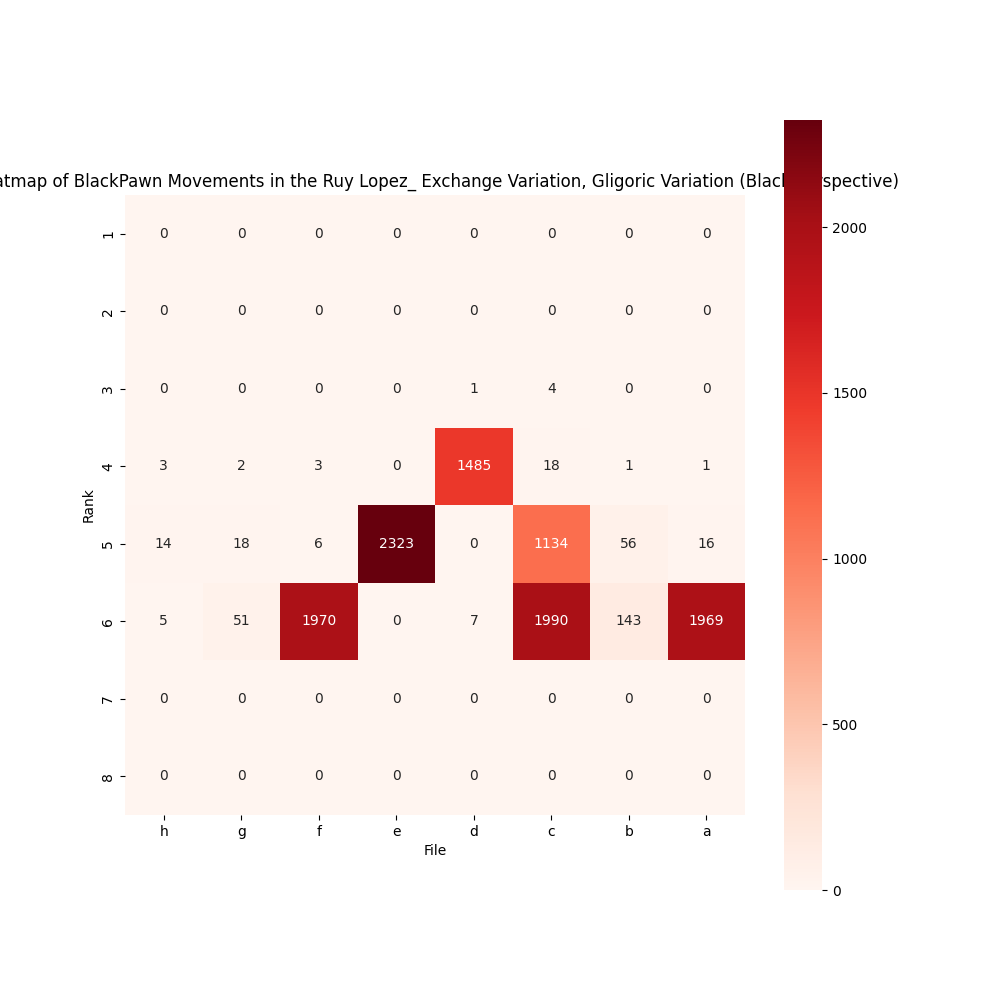 atmap of BlackPawn Movements in the Ruy Lopez_ Exchange Variation, Gligoric Variation (Blac rspective)
1 0 0 0 0 0 0 0 0
2000
2 0 0 0 0 0 0 0 0
3 0 0 0 0 1 4 0 0
1500
4 3 2 3 0 1485 18 1 1
Rank
5 14 18 6 2323 0 1134 56 16
1000
6 5 51 1970 0 7 1990 143 1969
7 0 0 0 0 0 0 0 0
500
8 0 0 0 0 0 0 0 0
h g f e d c b a
File
0